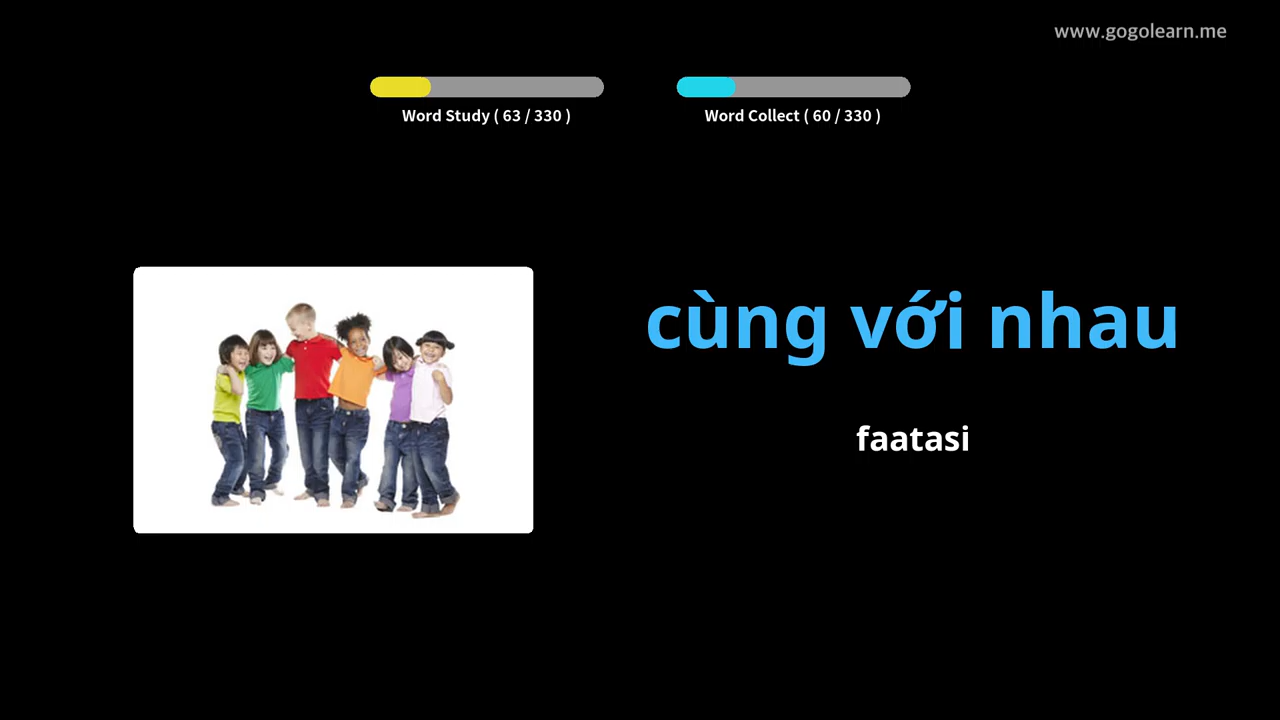 www.gogolearn.me
Word Study ( 63 / 330 )
Word Collect ( 60 / 330 )
cùng với nhau
faatasi